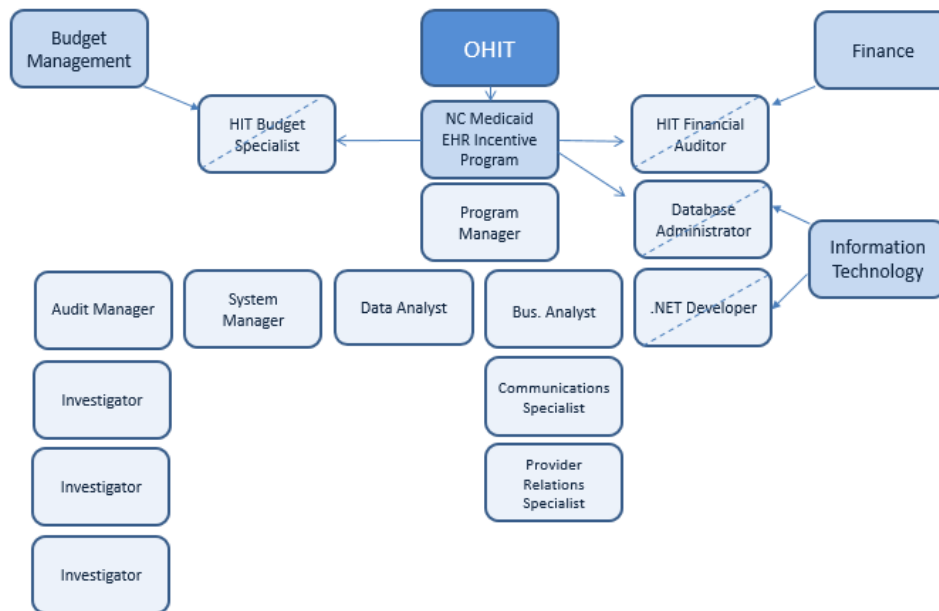 Budget
Management
OHIT
Finance
HIT Budget
Specialist
NC Medicaid
EHR Incentive
Program
HIT Financial
Auditor
Program
Manager
Database
Administrator
Information
Technology
Audit Manager
System
Manager
Data Analyst
Bus. Analyst
.NET Developer
Investigator
Communications
Specialist
Investigator
Provider
Relations
Specialist
Investigator